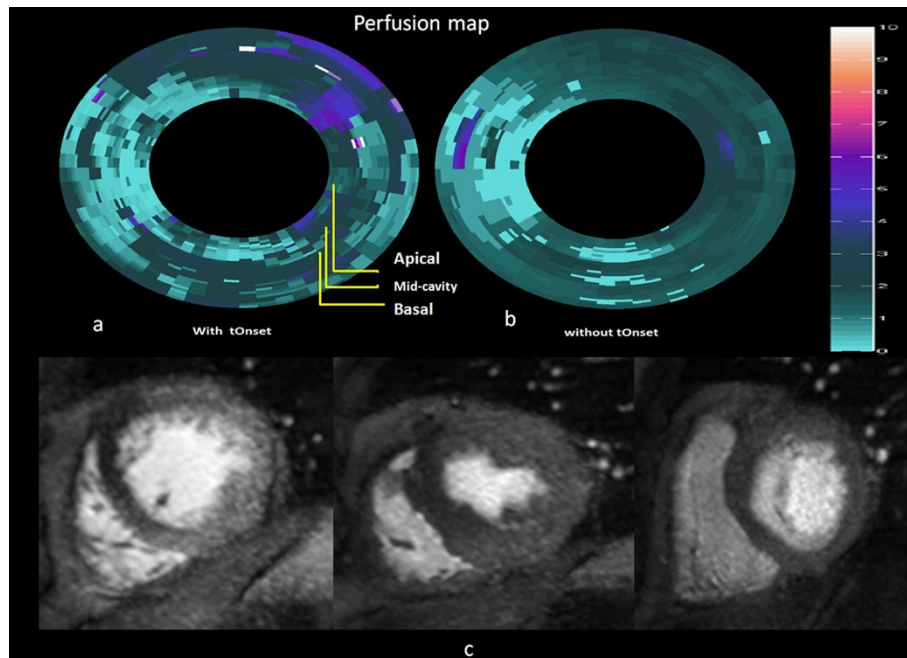 Perfusion map
10
9
8
7
6
5
4
3
2
1
0
Apical
Mid-cavity
Basal
a
With tOnset
b
without tOnset
c